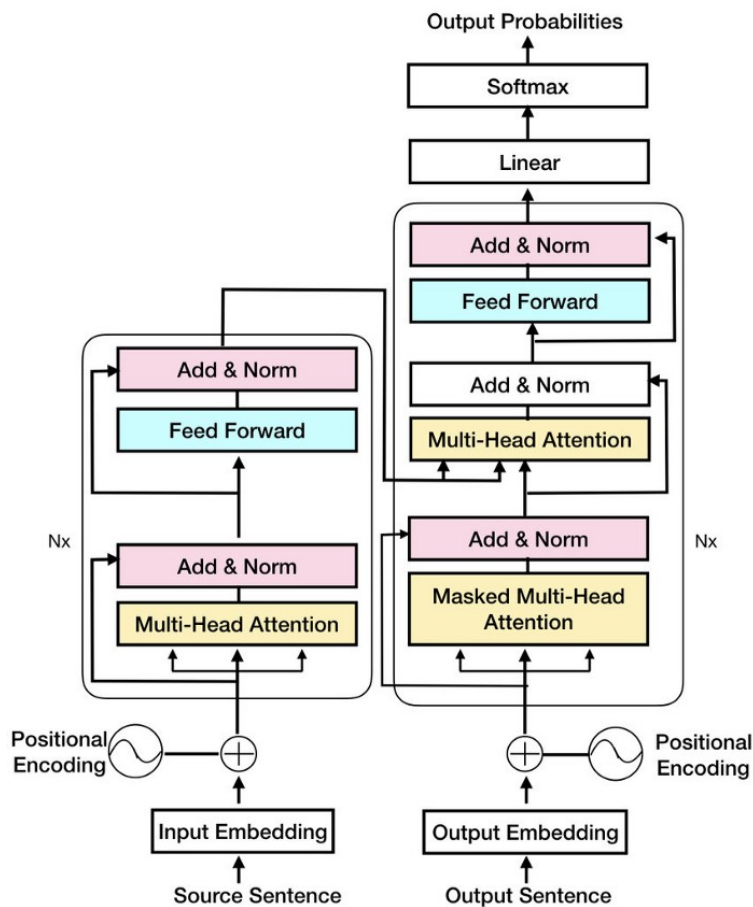 Output Probabilities
Softmax
Linear
Add & Norm
Feed Forward
Add & Norm
Multi-Head Attention
Add & Norm
Masked Multi-Head
Attention
Nx
Add & Norm
Feed Forward
Add & Norm
Multi-Head Attention
Nx
Positional
Encoding
Positional
Encoding
Input Embedding
Output Embedding
Source Sentence
Output Sentence